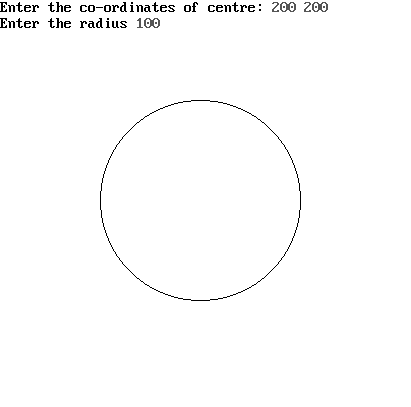 Enter the co-ordinates of centre: 200 200
Enter the radius 100